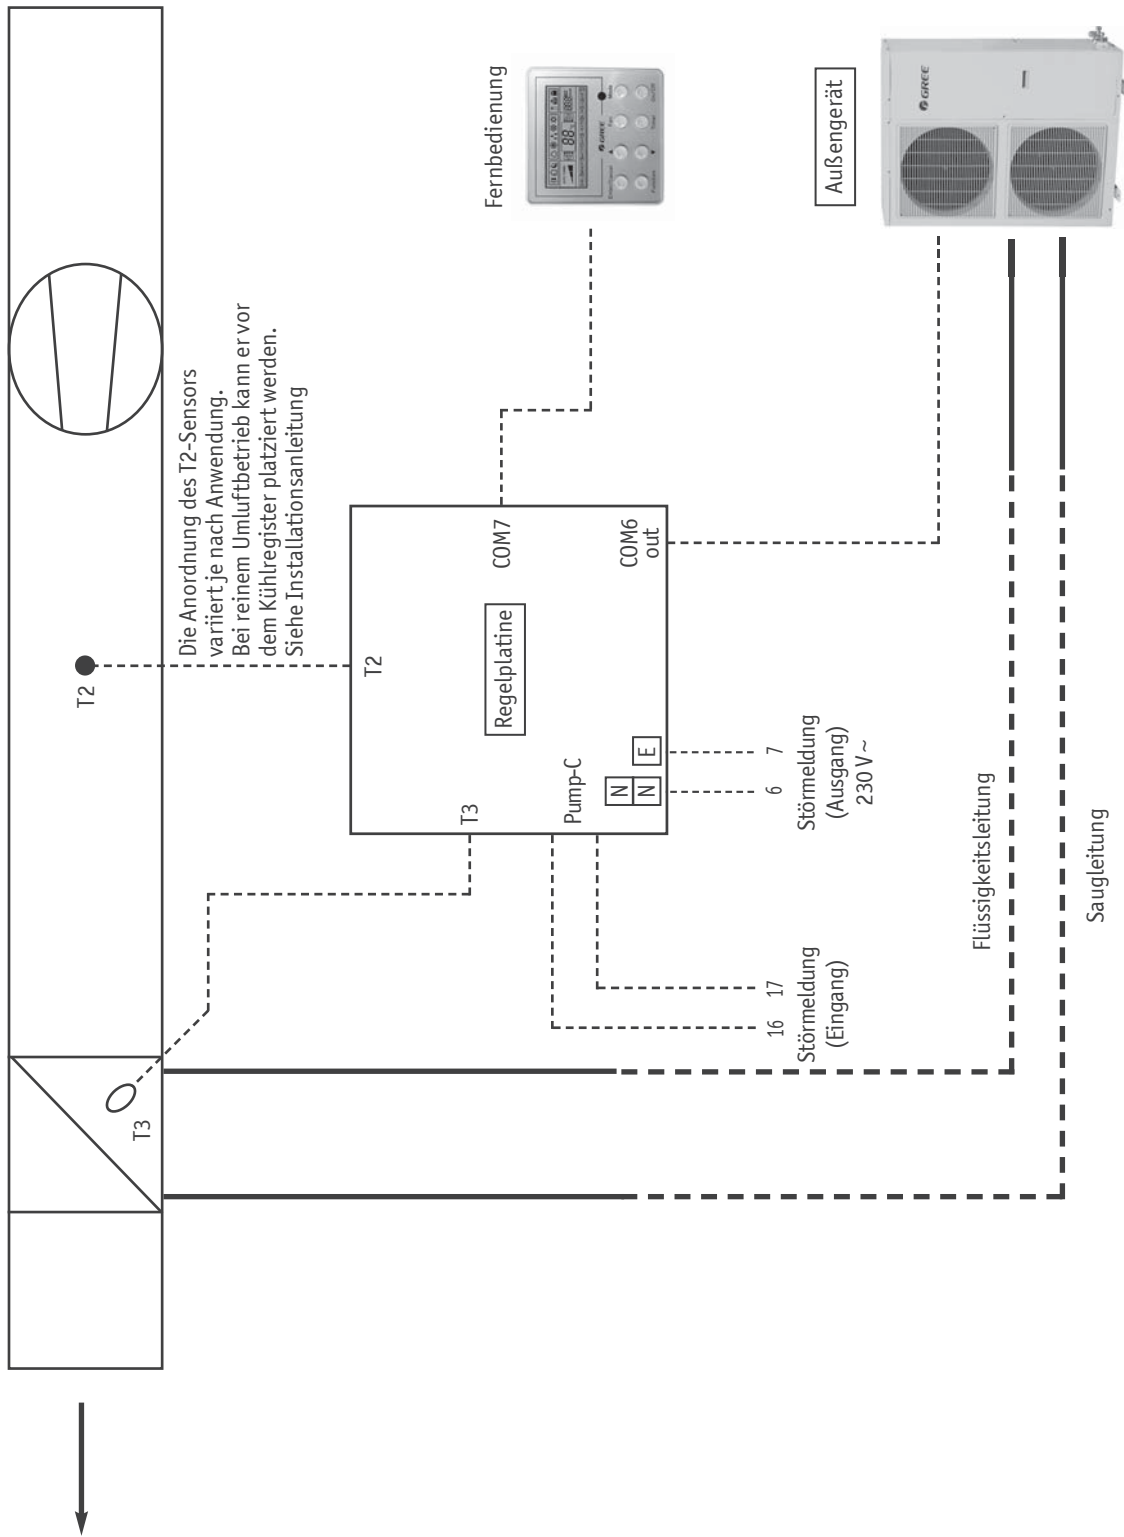 T2
Die Anordnung des T2-Sensors
variiert je nach Anwendung.
Bei reinem Umluftbetrieb kann er vor
dem Kühlregister platziert werden.
Siehe Installationsanleitung
T3
Fernbedienung
GREE
T2
T3
Regelplatine
COM7
Pump-C
N
N
E
COM6
out
Außengerät
GREE
16
17
Störmeldung
(Eingang)
6
7
Störmeldung
(Ausgang)
230 V ~
Flüssigkeitsleitung
Saugleitung